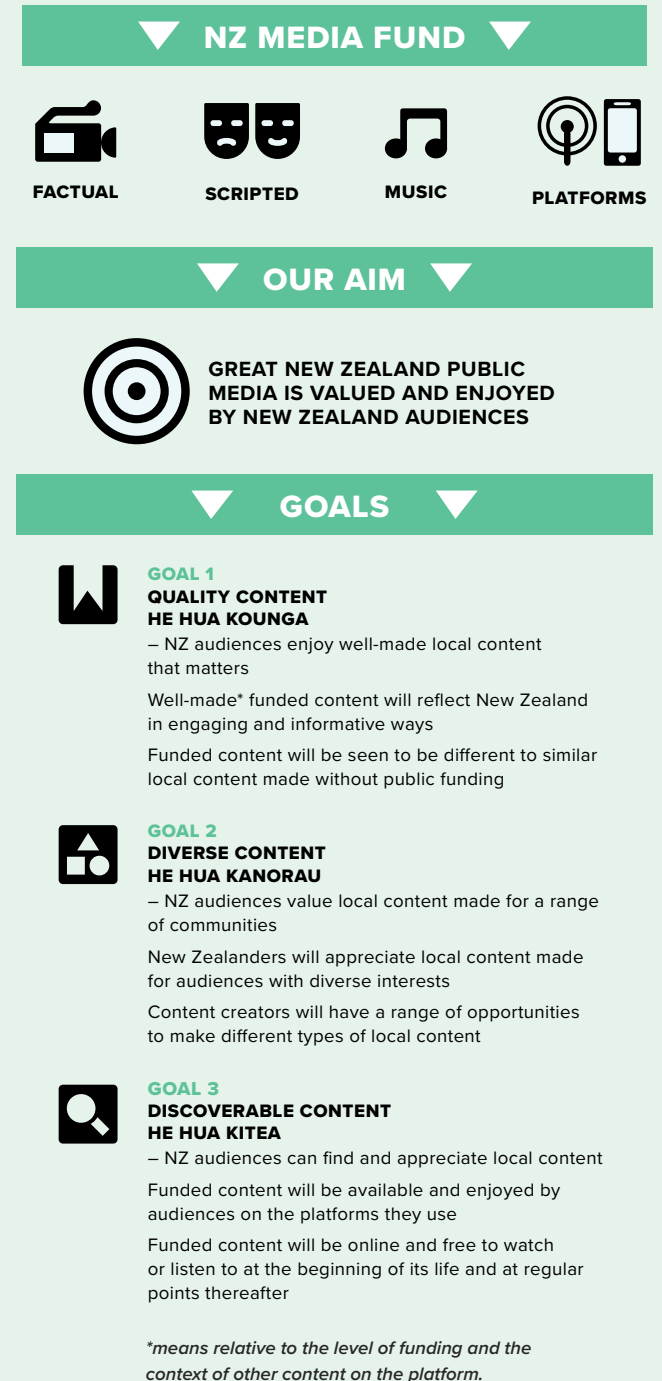 NZ MEDIA FUND
FACTUAL
SCRIPTED
MUSIC
PLATFORMS
OUR AIM
GREAT NEW ZEALAND PUBLIC
MEDIA IS VALUED AND ENJOYED
BY NEW ZEALAND AUDIENCES
GOALS
GOAL 1
QUALITY CONTENT
HE HUA KOUNGA
– NZ audiences enjoy well-made local content
that matters
Well-made* funded content will reflect New Zealand
in engaging and informative ways
Funded content will be seen to be different to similar
local content made without public funding
GOAL 2
DIVERSE CONTENT
HE HUA KANORAU
– NZ audiences value local content made for a range
of communities
New Zealanders will appreciate local content made
for audiences with diverse interests
Content creators will have a range of opportunities
to make different types of local content
GOAL 3
DISCOVERABLE CONTENT
HE HUA KITEA
– NZ audiences can find and appreciate local content
Funded content will be available and enjoyed by
audiences on the platforms they use
Funded content will be online and free to watch
or listen to at the beginning of its life and at regular
points thereafter
*means relative to the level of funding and the
context of other content on the platform.